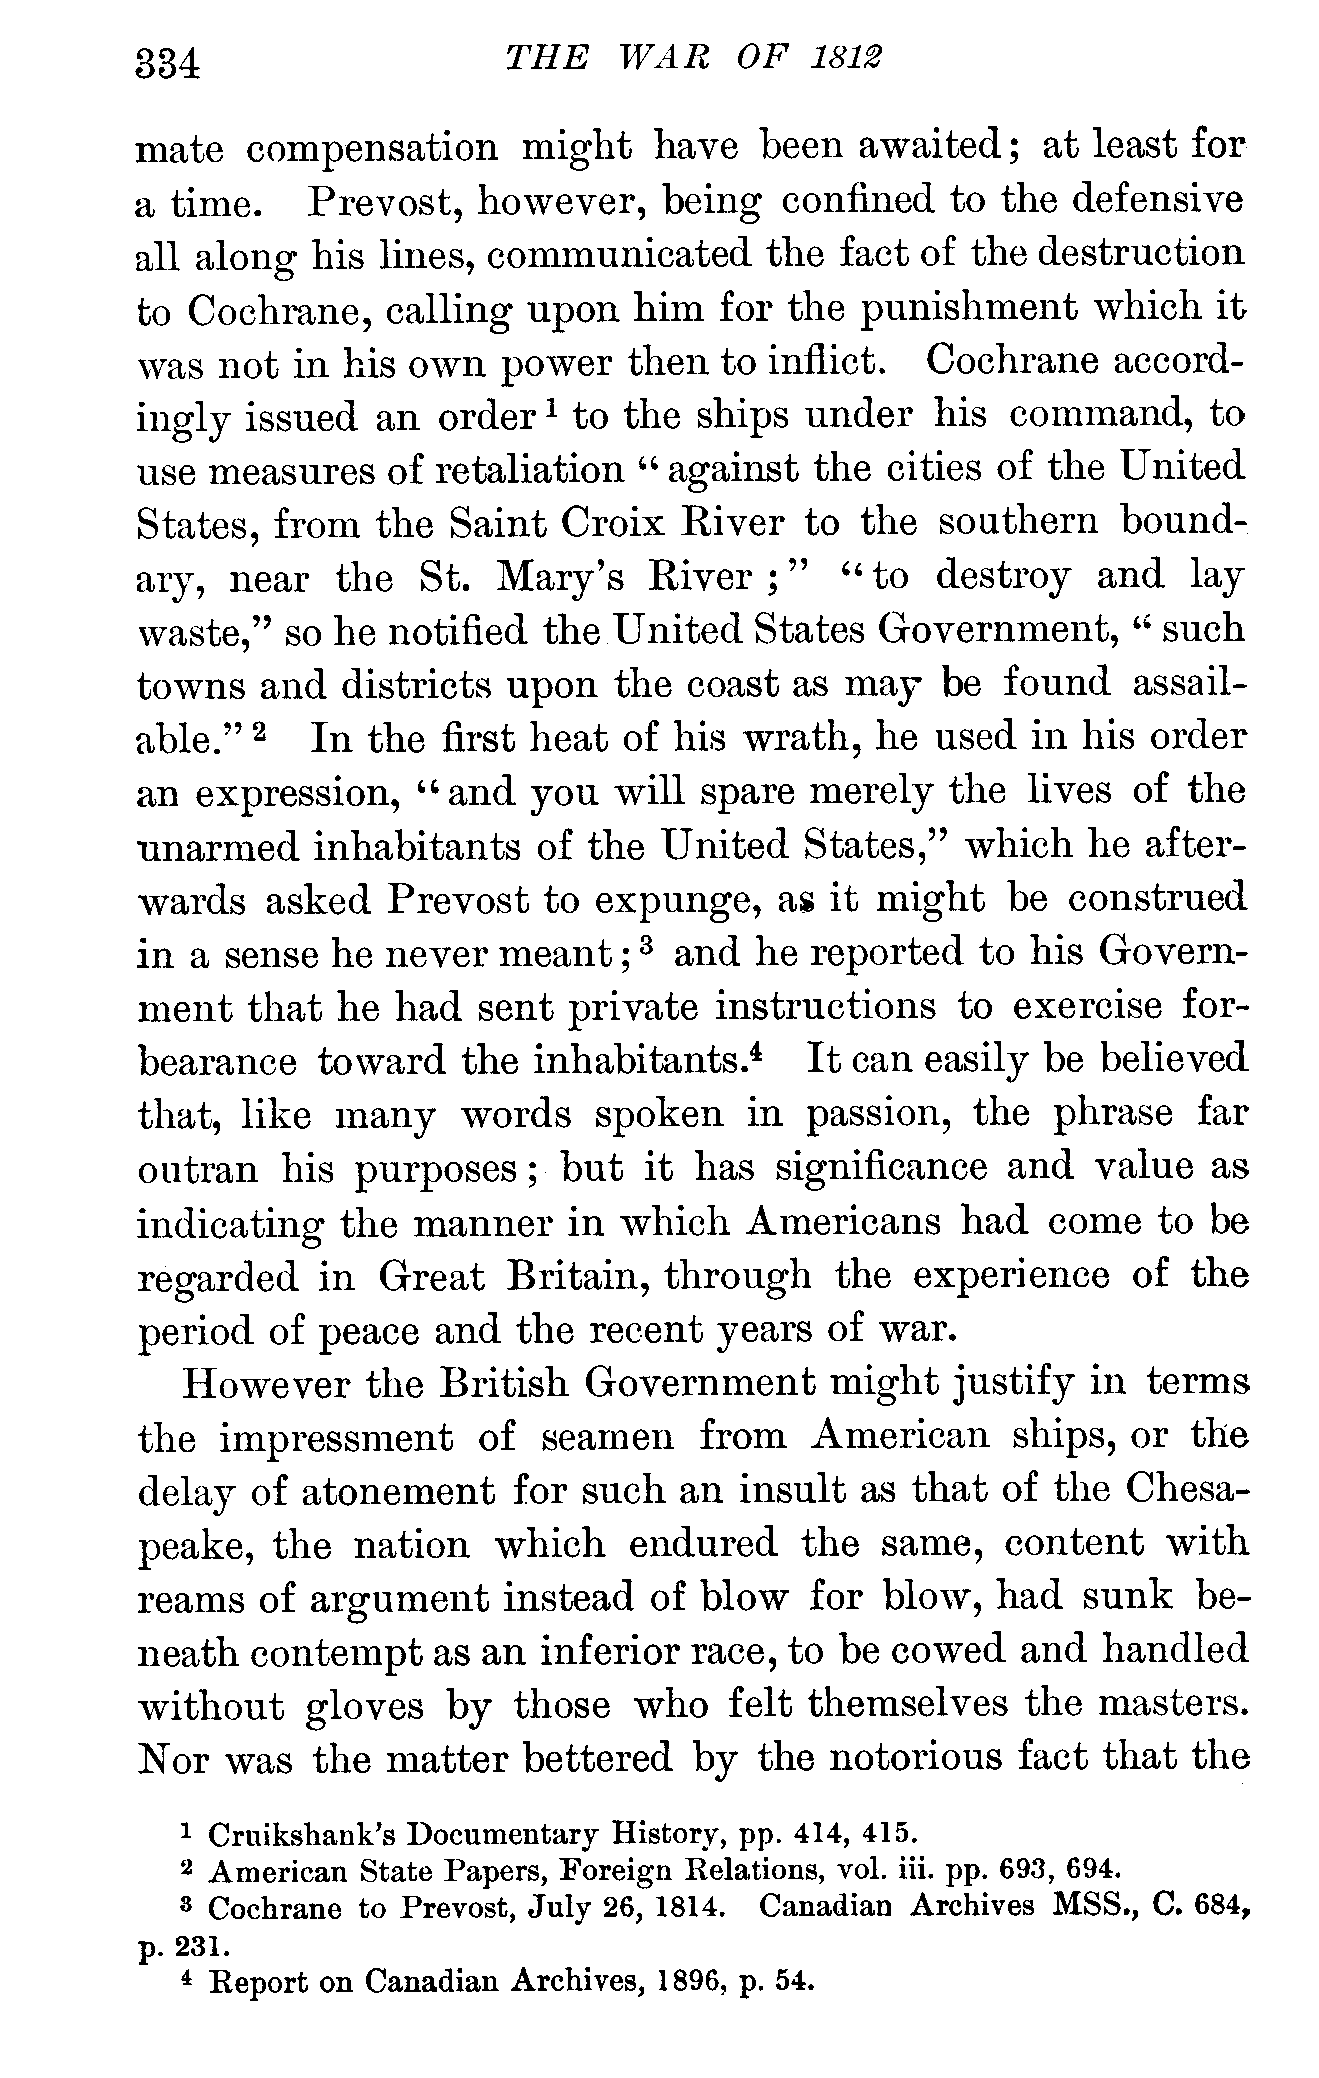 334 THE WAR OF 1812
mate compensation might have been awaited; at least for
a time. Prevost, however, being confined to the defensive
all along his lines, communicated the fact of the destruction
to Cochrane, calling upon him for the punishment which it
was not in his own power then to inflict. Cochrane accord-
ingly issued an order¹ to the ships under his command, to
use measures of retaliation “against the cities of the United
States, from the Saint Croix River to the southern bound-
ary, near the St. Mary’s River;” “to destroy and lay
waste,” so he notified the United States Government, “such
towns and districts upon the coast as may be found assail-
able.”² In the first heat of his wrath, he used in his order
an expression, “and you will spare merely the lives of the
unarmed inhabitants of the United States,” which he after-
wards asked Prevost to expunge, as it might be construed
in a sense he never meant;³ and he reported to his Govern-
ment that he had sent private instructions to exercise for-
bearance toward the inhabitants.⁴ It can easily be believed
that, like many words spoken in passion, the phrase far
outran his purposes; but it has significance and value as
indicating the manner in which Americans had come to be
regarded in Great Britain, through the experience of the
period of peace and the recent years of war.
However the British Government might justify in terms
the impressment of seamen from American ships, or the
delay of atonement for such an insult as that of the Chesa-
peake, the nation which endured the same, content with
reams of argument instead of blow for blow, had sunk be-
neath contempt as an inferior race, to be cowed and handled
without gloves by those who felt themselves the masters.
Nor was the matter bettered by the notorious fact that the
¹ Cruikshank’s Documentary History, pp. 414, 415.
² American State Papers, Foreign Relations, vol. iii. pp. 693, 694.
³ Cochrane to Prevost, July 26, 1814. Canadian Archives MSS., C. 684,
p. 231.
⁴ Report on Canadian Archives, 1896, p. 54.